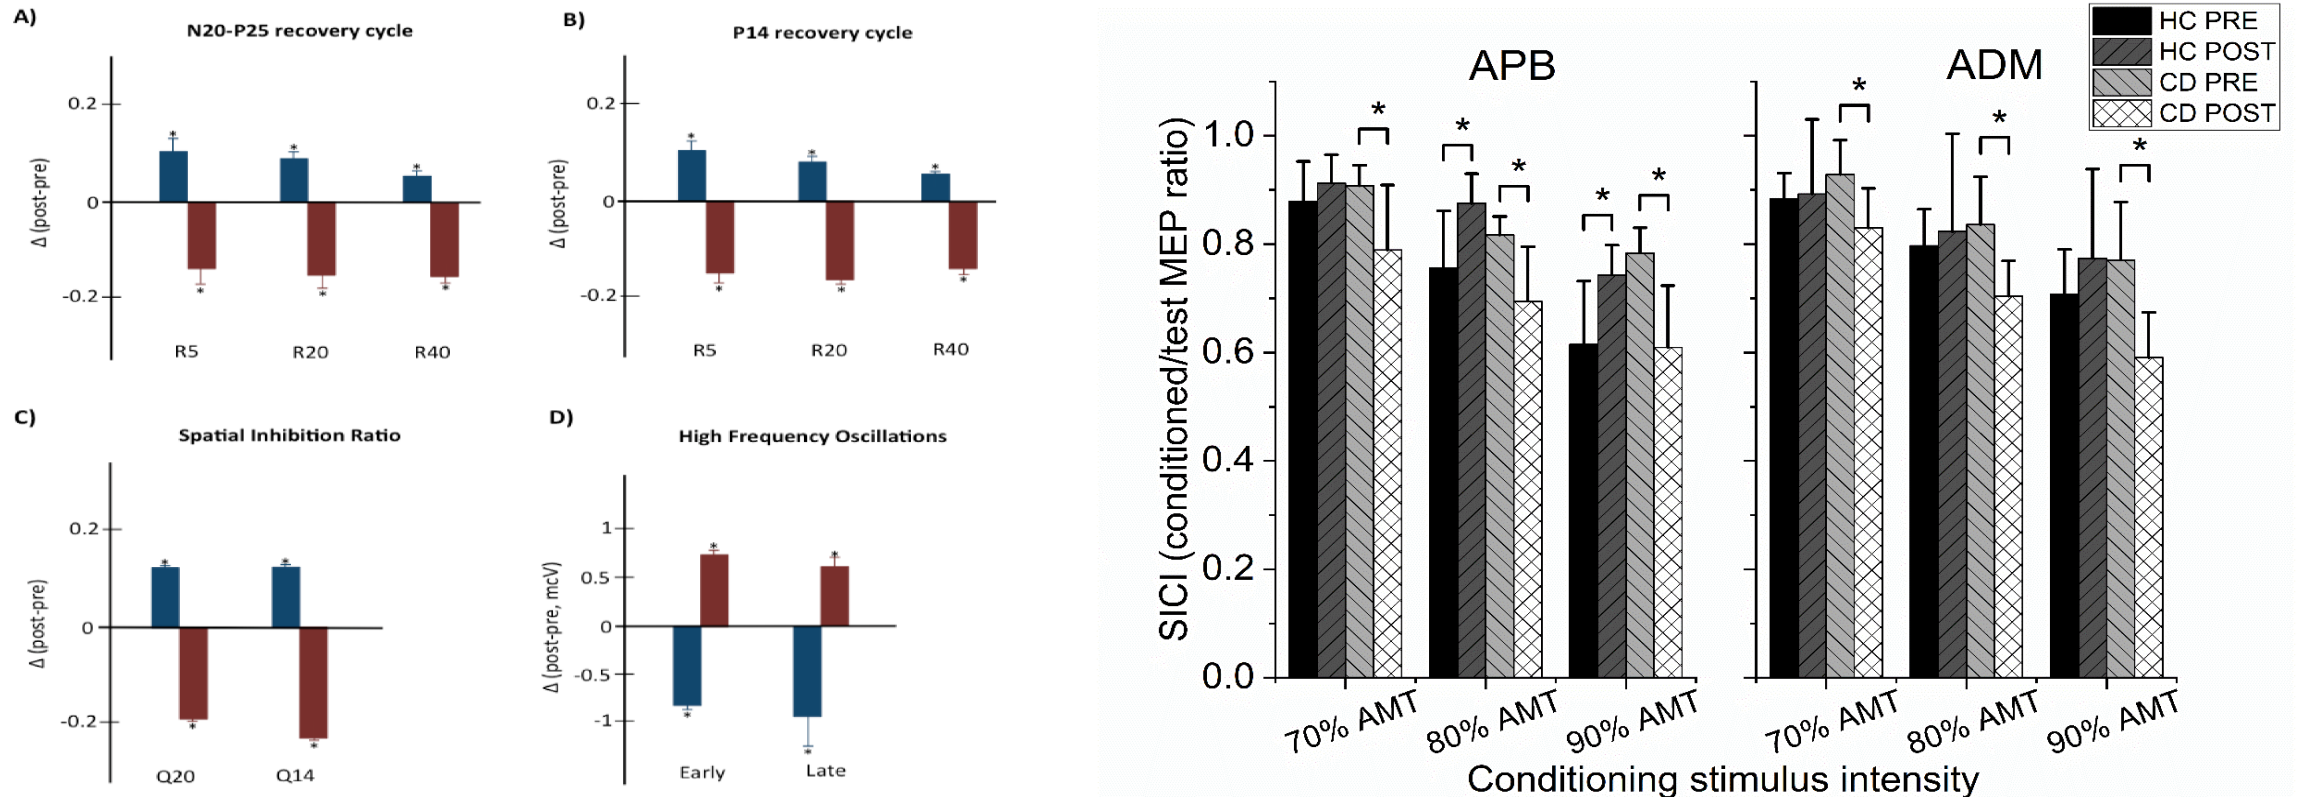 A)
N20-P25 recovery cycle
Δ (post-pre)
0.2
0
-0.2
* * *
* * *
R5 R20 R40
B)
P14 recovery cycle
Δ (post-pre)
0.2
0
-0.2
* * *
* * *
R5 R20 R40
C)
Spatial Inhibition Ratio
Δ (post-pre)
0.2
0
-0.2
* *
* *
Q20 Q14
D)
High Frequency Oscillations
Δ (post-pre, mcV)
1
0.5
0
-0.5
-1
* *
* *
Early Late
HC PRE
HC POST
CD PRE
CD POST
APB
ADM
SICI (conditioned/test MEP ratio)
1.0
0.8
0.6
0.4
0.2
0.0
* * * * *
* * *
70% AMT 80% AMT 90% AMT
70% AMT 80% AMT 90% AMT
Conditioning stimulus intensity